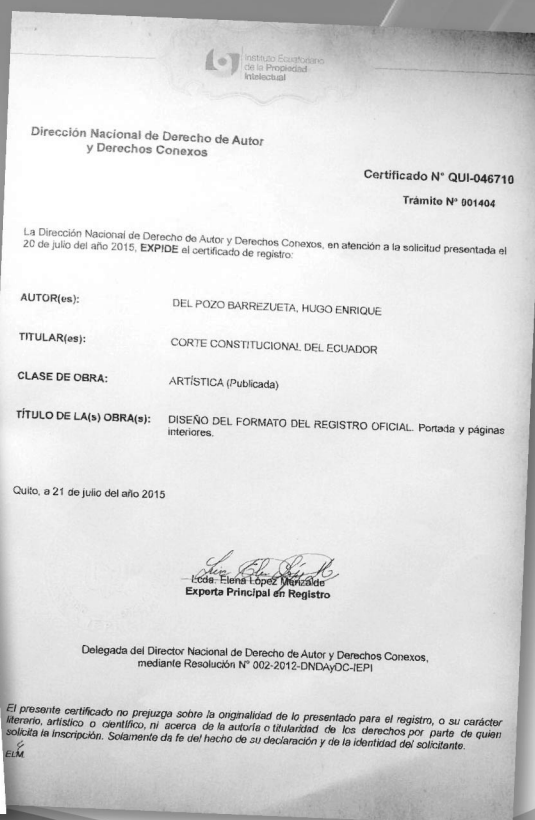 Instituto Ecuatoriano
de la Propiedad
Intelectual
Dirección Nacional de Derecho de Autor
y Derechos Conexos
Certificado N° QUI-046710
Trámite N° 001404
La Dirección Nacional de Derecho de Autor y Derechos Conexos, en atención a la solicitud presentada el
20 de julio del año 2015, EXPIDE el certificado de registro:
AUTOR(es): DEL POZO BARREZUETA, HUGO ENRIQUE
TITULAR(es): CORTE CONSTITUCIONAL DEL ECUADOR
CLASE DE OBRA: ARTÍSTICA (Publicada)
TÍTULO DE LA(s) OBRA(s): DISEÑO DEL FORMATO DEL REGISTRO OFICIAL. Portada y páginas
interiores.
Quito, a 21 de julio del año 2015
Lcda. Elena López Manzalde
Experta Principal en Registro
Delegada del Director Nacional de Derecho de Autor y Derechos Conexos,
mediante Resolución N° 002-2012-DNDAyDC-IEPI
El presente certificado no prejuzga sobre la originalidad de lo presentado para el registro, o su carácter
literario, artístico o científico, ni acerca de la autoría o titularidad de los derechos por parte de quien
solicita la inscripción. Solamente da fe del hecho de su declaración y de la identidad del solicitante.
ELM